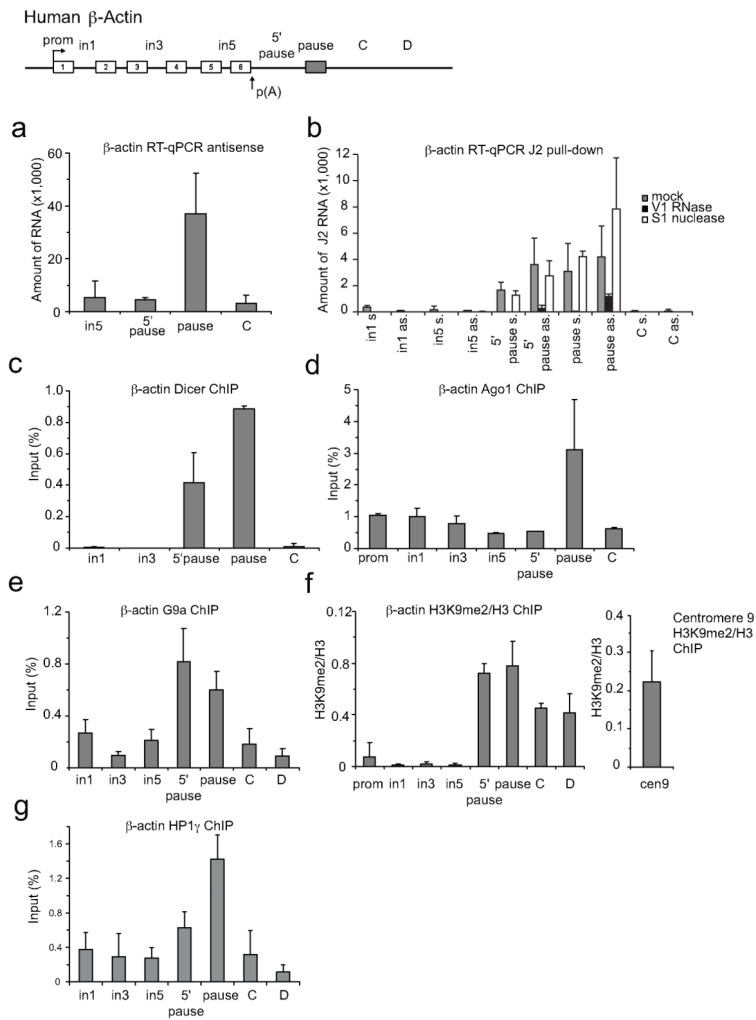 Human β-Actin
prom in1 in3 in5 5' pause pause C D
1 2 3 4 5 6
p(A)
a
β-actin RT-qPCR antisense
Amount of RNA (x1,000)
60
40
20
0
in5 5' pause pause C
b
β-actin RT-qPCR J2 pull-down
Amount of J2 RNA (x1,000)
12
10
8
6
4
2
0
mock
V1 RNase
S1 nuclease
in1 s
in1 as.
in5 s.
in5 as.
5' pause s.
5' pause as.
pause s.
pause as.
C s.
C as.
c
β-actin Dicer ChIP
Input (%)
1.0
0.8
0.6
0.4
0.2
0
in1 in3 5'pause pause C
d
β-actin Ago1 ChIP
Input (%)
5
4
3
2
1
0
prom in1 in3 in5 5' pause pause C
e
β-actin G9a ChIP
Input (%)
1.2
0.8
0.4
0
in1 in3 in5 5' pause pause C D
f
β-actin H3K9me2/H3 ChIP
H3K9me2/H3
0.12
0.8
0.4
0
prom in1 in3 in5 5' pause pause C D
Centromere 9
H3K9me2/H3
ChIP
H3K9me2/H3
0.4
0.3
0.2
0.1
0
cen9
g
β-actin HP1γ ChIP
Input (%)
1.6
1.2
0.8
0.4
0
in1 in3 in5 5' pause pause C D